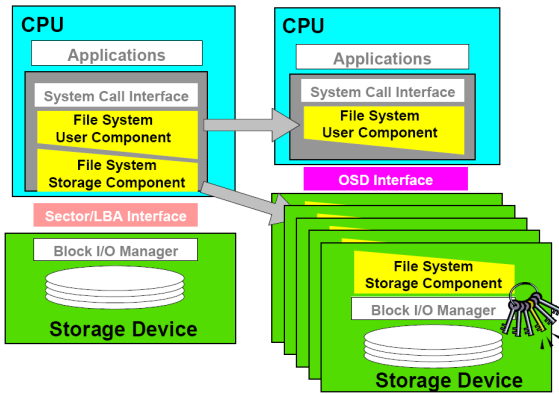 CPU
Applications
System Call Interface
File System
User Component
File System
Storage Component
Sector/LBA Interface
Block I/O Manager
Storage Device
CPU
Applications
System Call Interface
File System
User Component
OSD Interface
File System
Storage Component
Block I/O Manager
Storage Device